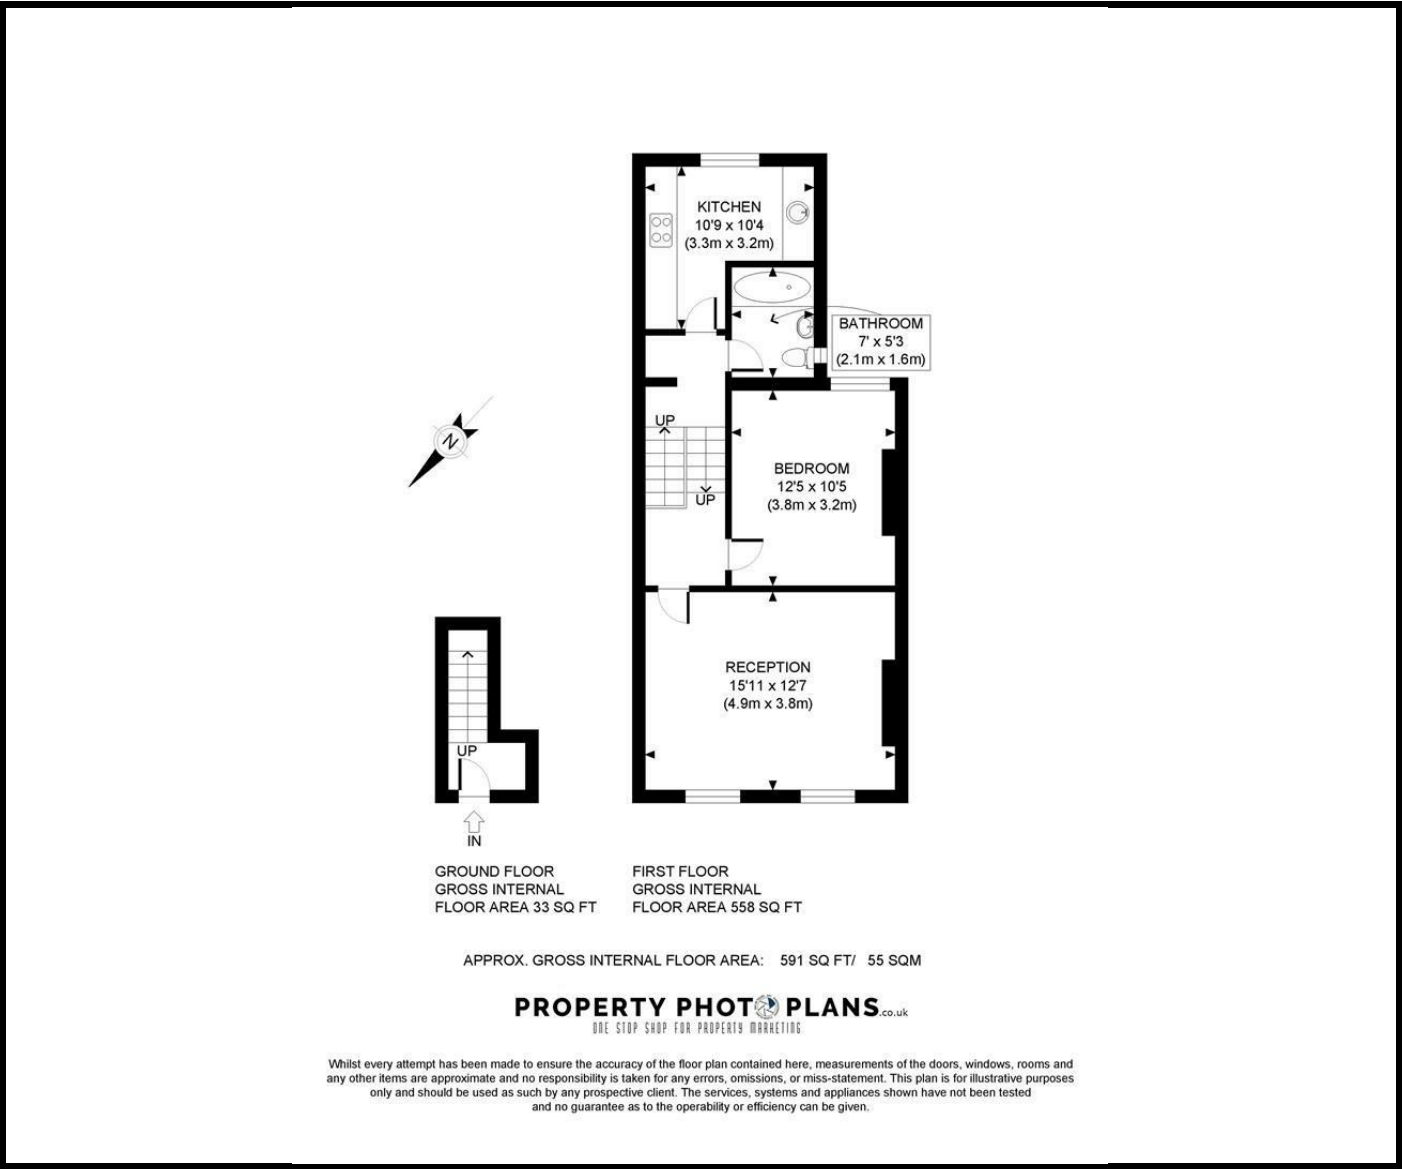 KITCHEN
10'9 x 10'4
(3.3m x 3.2m)
BATHROOM
7' x 5'3
(2.1m x 1.6m)
UP
UP
BEDROOM
12'5 x 10'5
(3.8m x 3.2m)
N
RECEPTION
15'11 x 12'7
(4.9m x 3.8m)
UP
IN
GROUND FLOOR
GROSS INTERNAL
FLOOR AREA 33 SQ FT
FIRST FLOOR
GROSS INTERNAL
FLOOR AREA 558 SQ FT
APPROX. GROSS INTERNAL FLOOR AREA: 591 SQ FT/ 55 SQM
PROPERTY PHOTO PLANS.co.uk
ONE STOP SHOP FOR PROPERTY MARKETING
Whilst every attempt has been made to ensure the accuracy of the floor plan contained here, measurements of the doors, windows, rooms and
any other items are approximate and no responsibility is taken for any errors, omissions, or miss-statement. This plan is for illustrative purposes
only and should be used as such by any prospective client. The services, systems and appliances shown have not been tested
and no guarantee as to the operability or efficiency can be given.